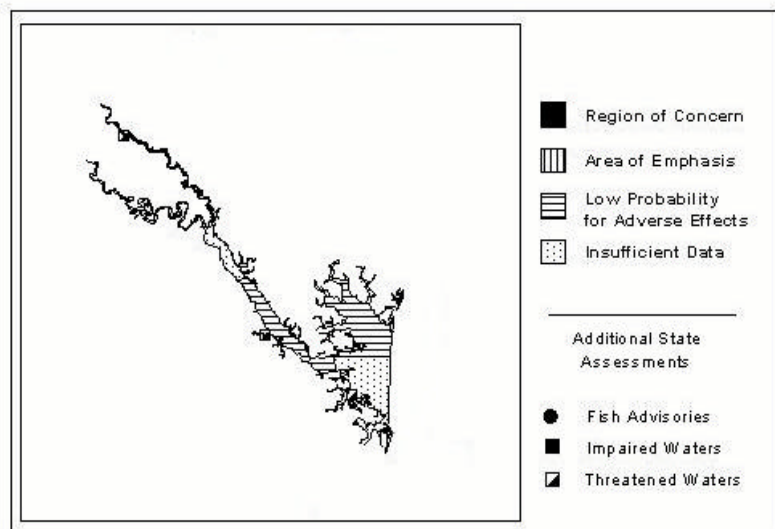 Region of Concern
Area of Emphasis
Low Probability
for Adverse Effects
Insufficient Data
Additional State
Assessments
Fish Advisories
Impaired Waters
Threatened Waters